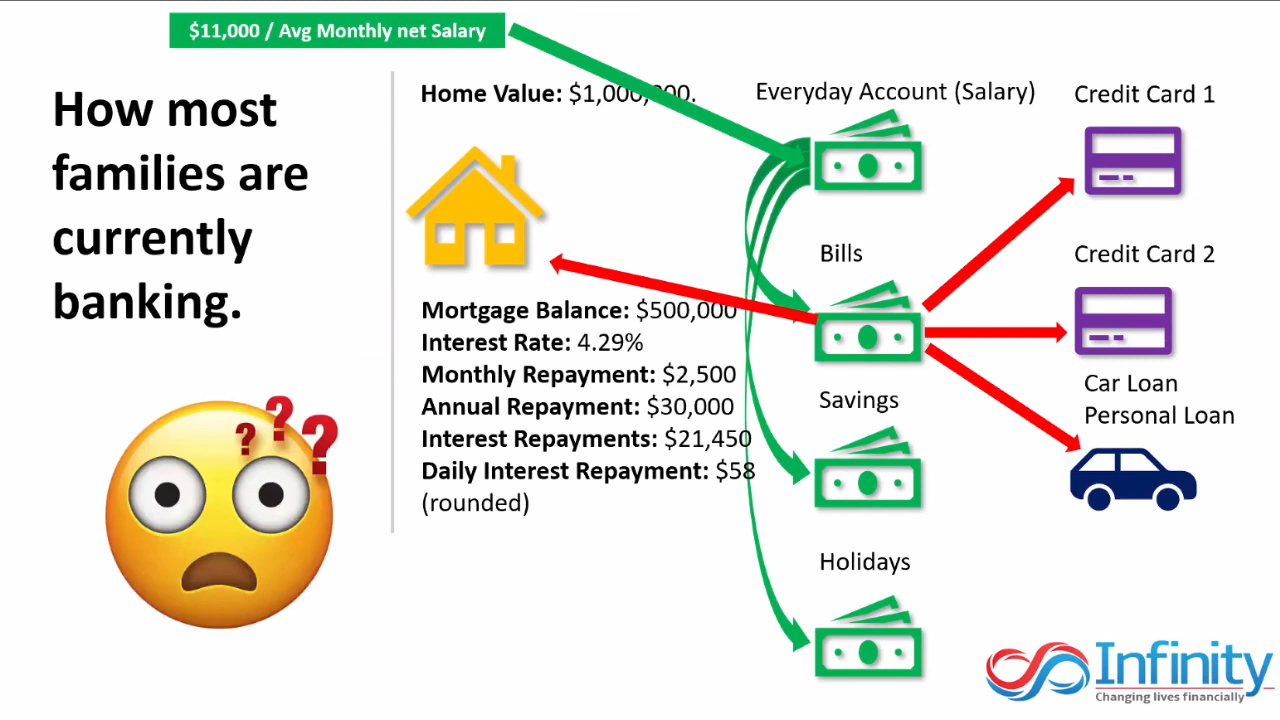 $11,000 / Avg Monthly net Salary
How most
families are
currently
banking.
Home Value: $1,000,000.
Mortgage Balance: $500,000
Interest Rate: 4.29%
Monthly Repayment: $2,500
Annual Repayment: $30,000
Interest Repayments: $21,450
Daily Interest Repayment: $58
(rounded)
Everyday Account (Salary)
Bills
Savings
Holidays
Credit Card 1
Credit Card 2
Car Loan
Personal Loan
? ? ?
Infinity
Changing lives financially